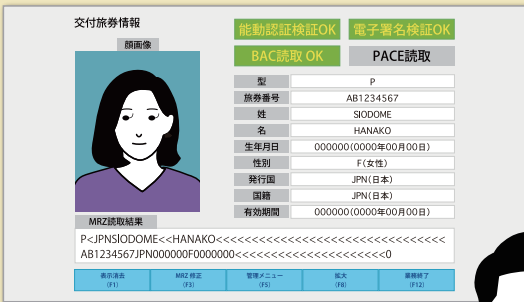 交付旅券情報
顔画像
能動認証検証OK
電子署名検証OK
BAC読取 OK
PACE読取
型 P
旅券番号 AB1234567
姓 SIODOME
名 HANAKO
生年月日 000000(0000年00月00日)
性別 F(女性)
発行国 JPN(日本)
国籍 JPN(日本)
有効期間 000000(0000年00月00日)
MRZ読取結果
P<JPNSIODOME<<HANAKO<<<<<<<<<<<<<<<<<<<<<<<<<<<<<<
AB1234567JPN000000F0000000<<<<<<<<<<<<<<<<<<<<<0
表示消去 MRZ 修正 管理メニュー 拡大 業務終了
(F1) (F3) (F5) (F8) (F12)